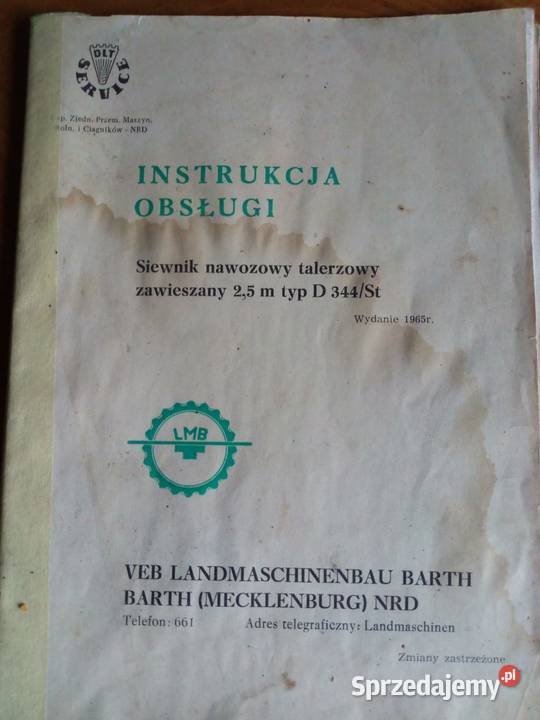 DLT
SERVICE
p. Zjedn. Przem. Maszyn.
Roln. i Ciągników - NRD
INSTRUKCJA
OBSŁUGI
Siewnik nawozowy talerzowy
zawieszany 2,5 m typ D 344/St
Wydanie 1965r.
LMB
VEB LANDMASCHINENBAU BARTH
BARTH (MECKLENBURG) NRD
Telefon: 661 Adres telegraficzny: Landmaschinen
Zmiany zastrzeżone
Sprzedajemy.pl